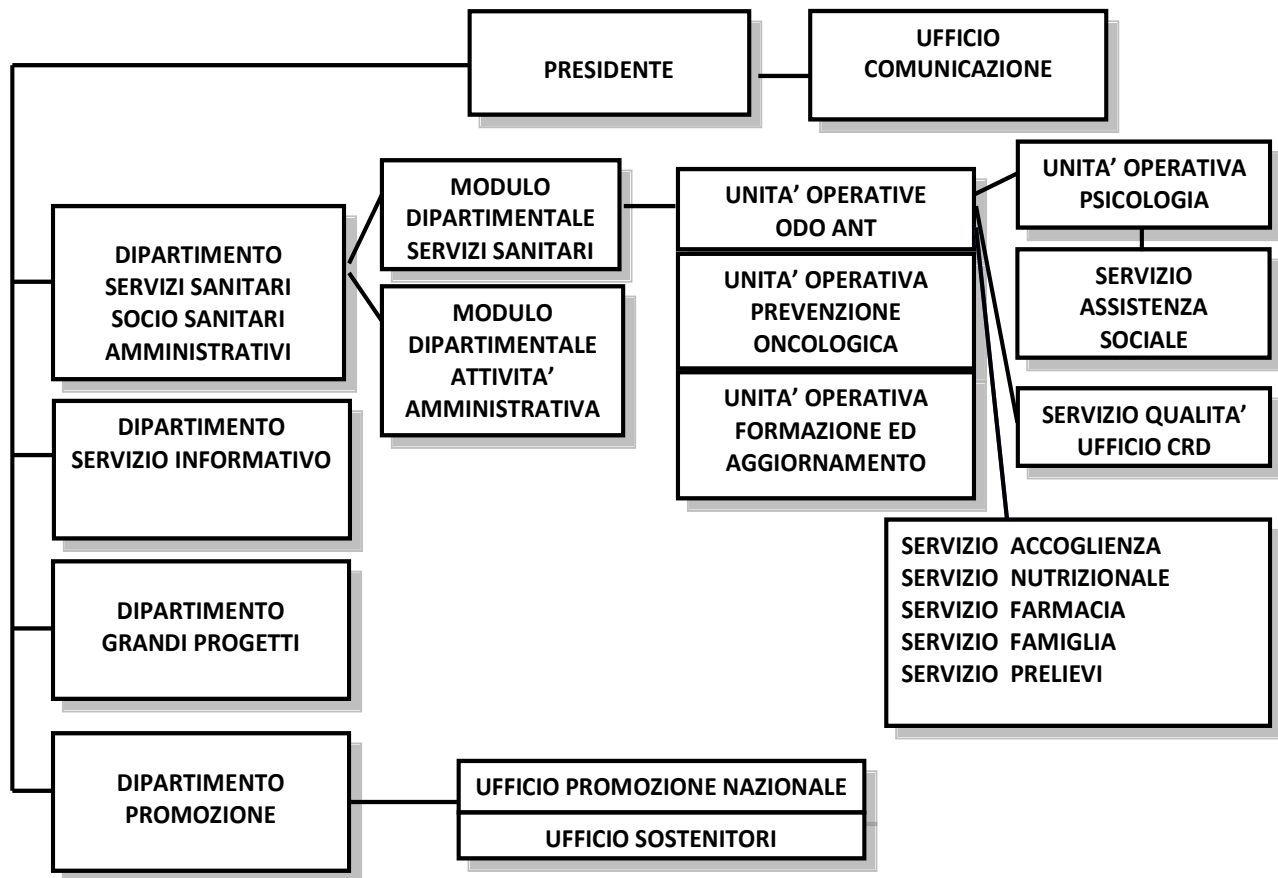 PRESIDENTE
UFFICIO
COMUNICAZIONE
DIPARTIMENTO
SERVIZI SANITARI
SOCIO SANITARI
AMMINISTRATIVI
MODULO
DIPARTIMENTALE
SERVIZI SANITARI
MODULO
DIPARTIMENTALE
ATTIVITA’
AMMINISTRATIVA
UNITA’ OPERATIVE
ODO ANT
UNITA’ OPERATIVA
PREVENZIONE
ONCOLOGICA
UNITA’ OPERATIVA
FORMAZIONE ED
AGGIORNAMENTO
UNITA’ OPERATIVA
PSICOLOGIA
SERVIZIO
ASSISTENZA
SOCIALE
SERVIZIO QUALITA’
UFFICIO CRD
SERVIZIO ACCOGLIENZA
SERVIZIO NUTRIZIONALE
SERVIZIO FARMACIA
SERVIZIO FAMIGLIA
SERVIZIO PRELIEVI
DIPARTIMENTO
SERVIZIO INFORMATIVO
DIPARTIMENTO
GRANDI PROGETTI
DIPARTIMENTO
PROMOZIONE
UFFICIO PROMOZIONE NAZIONALE
UFFICIO SOSTENITORI